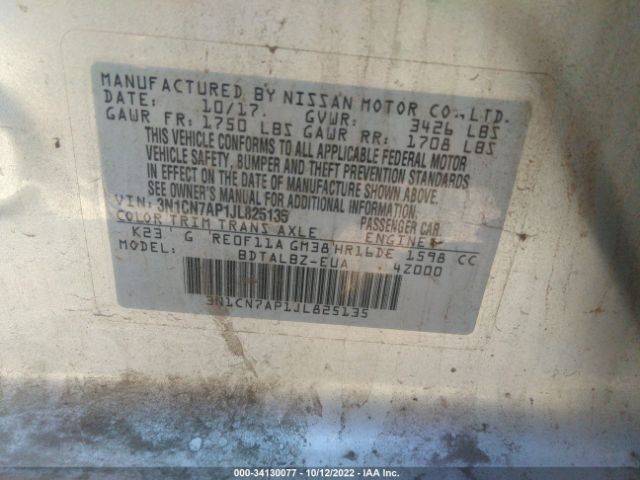 MANUFACTURED BY NISSAN MOTOR CO., LTD.
DATE: 10/17. GVWR: 3426 LBS
GAWR FR: 1750 LBS GAWR RR: 1708 LBS
THIS VEHICLE CONFORMS TO ALL APPLICABLE FEDERAL MOTOR
VEHICLE SAFETY, BUMPER AND THEFT PREVENTION STANDARDS
IN EFFECT ON THE DATE OF MANUFACTURE SHOWN ABOVE.
SEE OWNER'S MANUAL FOR ADDITIONAL INFORMATION.
VIN: 3N1CN7AP1JL825135 PASSENGER CAR
COLOR TRIM TRANS AXLE ENGINE
K23 G RE0F11A GM38 HR16DE 1598 CC
MODEL: BDTALBZ-EUA 4Z000
3N1CN7AP1JL825135
000-34130077 - 10/12/2022 - IAA Inc.